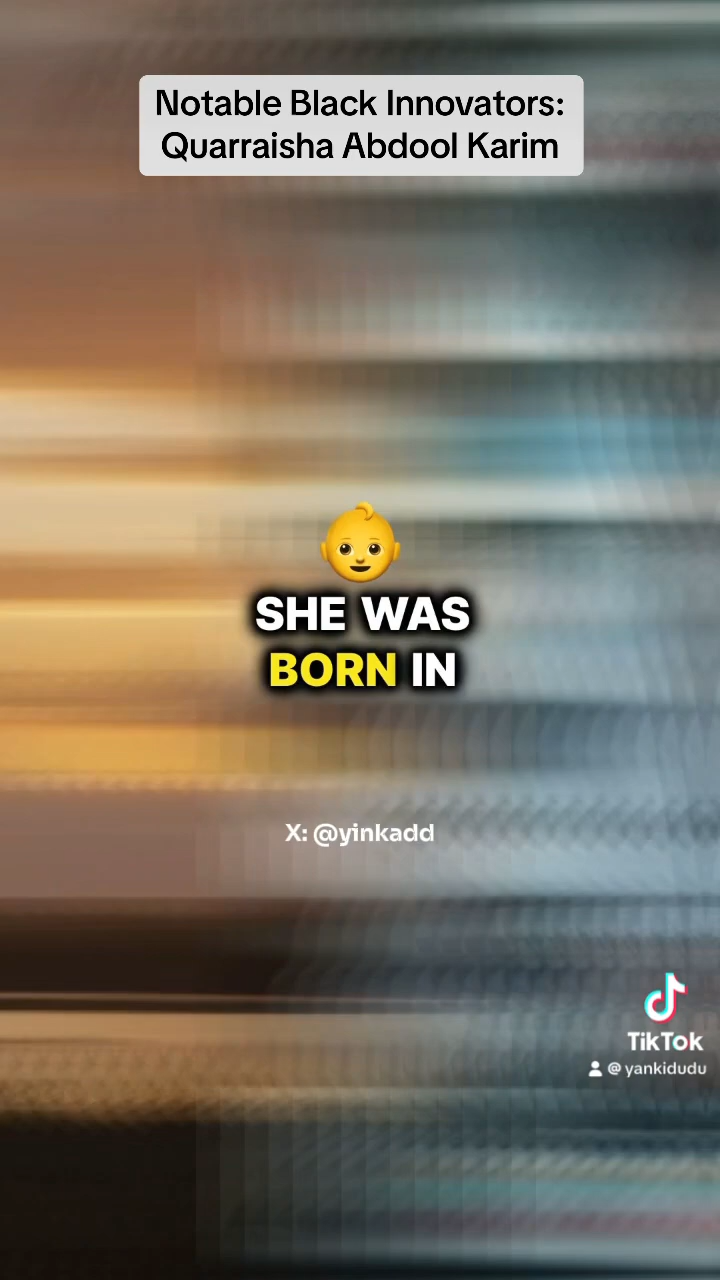 Notable Black Innovators:
Quarraisha Abdool Karim
SHE WAS
BORN IN
X: @yinkadd
TikTok
@yankidudu